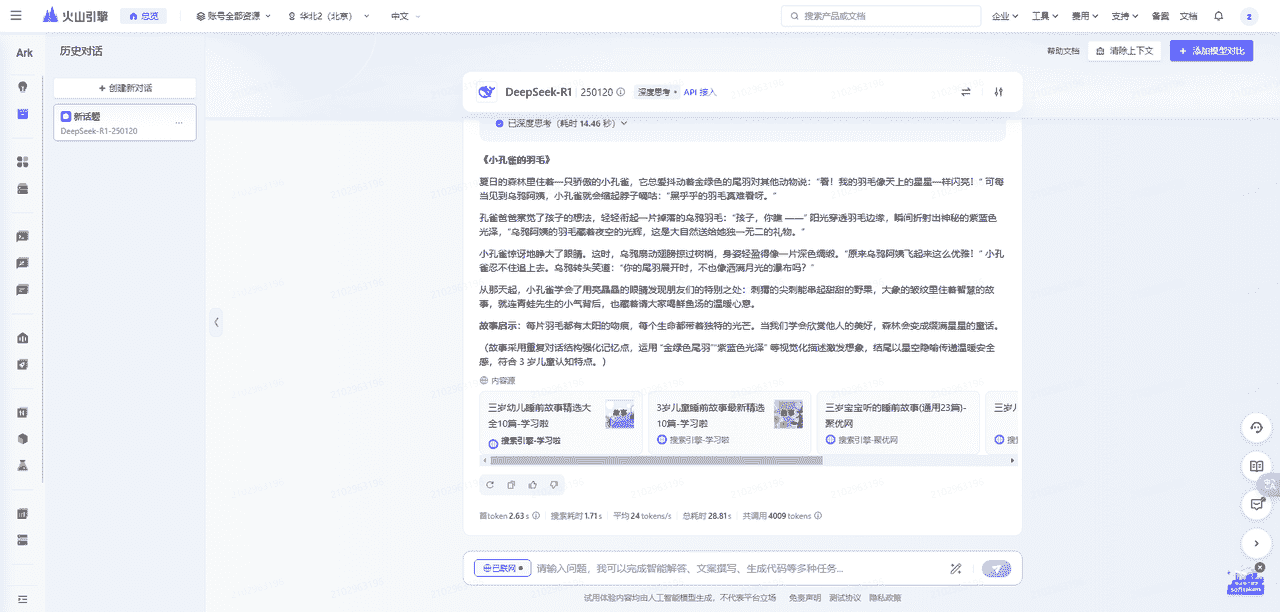 火山引擎
总览
账号全部资源
华北2（北京）
中文
搜索产品或文档
企业
工具
费用
支持
备案
文档
Ark
历史对话
帮助文档
清除上下文
+ 添加模型对比
+ 创建新对话
新话题
DeepSeek-R1-250120
DeepSeek-R1 | 250120
深度思考
API 接入
已深度思考（耗时 14.46 秒）
《小孔雀的羽毛》
夏日的森林里住着一只骄傲的小孔雀，它总爱抖动着金绿色的尾羽对其他动物说：“看！我的羽毛像天上的星星一样闪亮！” 可每
当见到乌鸦阿姨，小孔雀就会缩起脖子嘀咕：“黑乎乎的羽毛真难看呀。”
孔雀爸爸察觉了孩子的想法，轻轻衔起一片掉落的乌鸦羽毛：“孩子，你瞧 ——” 阳光穿透羽毛边缘，瞬间折射出神秘的紫蓝色
光泽，“乌鸦阿姨的羽毛藏着夜空的光辉，这是大自然送给她独一无二的礼物。”
小孔雀惊讶地睁大了眼睛。这时，乌鸦扇动翅膀掠过树梢，身姿轻盈得像一片深色绸缎。“原来乌鸦阿姨飞起来这么优雅！” 小孔
雀忍不住追上去。乌鸦转头笑道：“你的尾羽展开时，不也像洒满月光的瀑布吗？”
从那天起，小孔雀学会了用亮晶晶的眼睛发现朋友们的特别之处：刺猬的尖刺能串起甜甜的野果，大象的皱纹里住着智慧的故
事，就连青蛙先生的小气背后，也藏着请大家喝鲜鱼汤的温暖心意。
故事启示：每片羽毛都有太阳的吻痕，每个生命都带着独特的光芒。当我们学会欣赏他人的美好，森林会变成缀满星星的童话。
（故事采用重复对话结构强化记忆点，运用 “金绿色尾羽”“紫蓝色光泽” 等视觉化描述激发想象，结尾以星空隐喻传递温暖安全
感，符合 3 岁儿童认知特点。）
内容源
三岁幼儿睡前故事精选大
全10篇-学习啦
搜索引擎-学习啦
3岁儿童睡前故事最新精选
10篇-学习啦
搜索引擎-学习啦
三岁宝宝听的睡前故事(通用23篇)-
聚优网
搜索引擎-聚优网
三岁儿
首token 2.63 s
搜索耗时 1.71s
平均 24 tokens/s
总耗时 28.81s
共调用 4009 tokens
已联网
请输入问题，我可以完成智能解答、文案撰写、生成代码等多种任务...
试用体验内容均由人工智能模型生成，不代表平台立场
免责声明
测试协议
隐私政策
2102963196